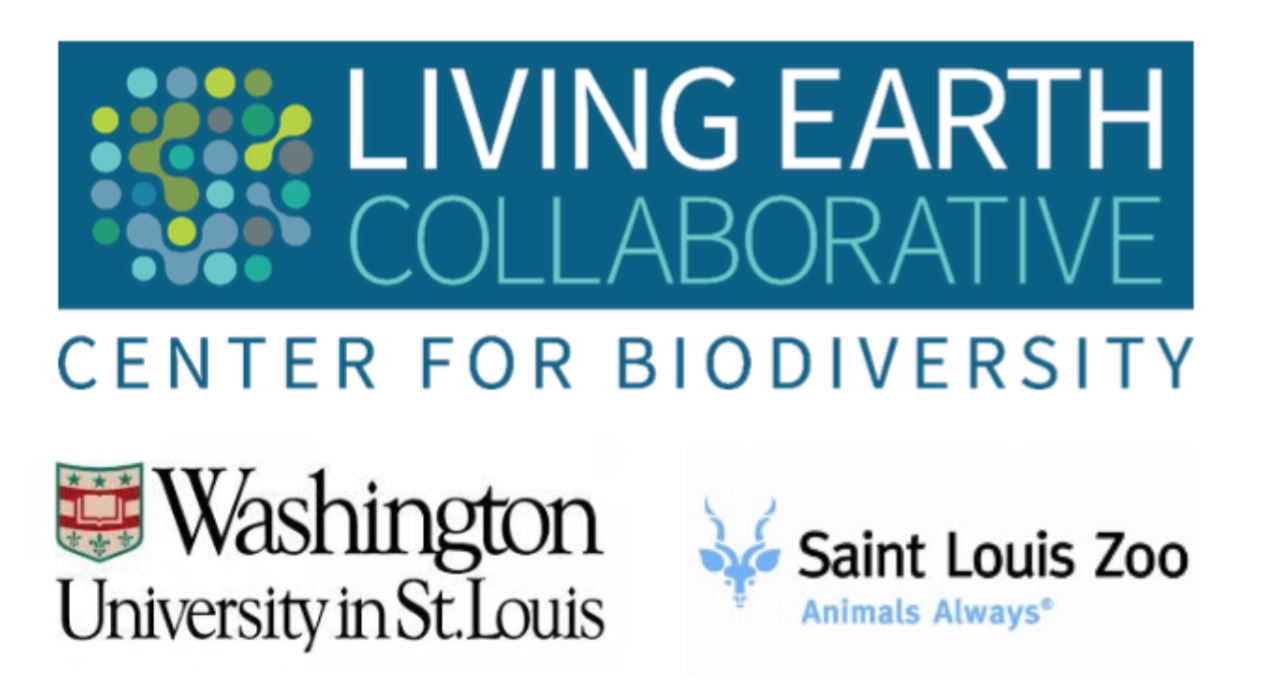 LIVING EARTH
COLLABORATIVE
CENTER FOR BIODIVERSITY
Washington
University in St. Louis
Saint Louis Zoo
Animals Always®